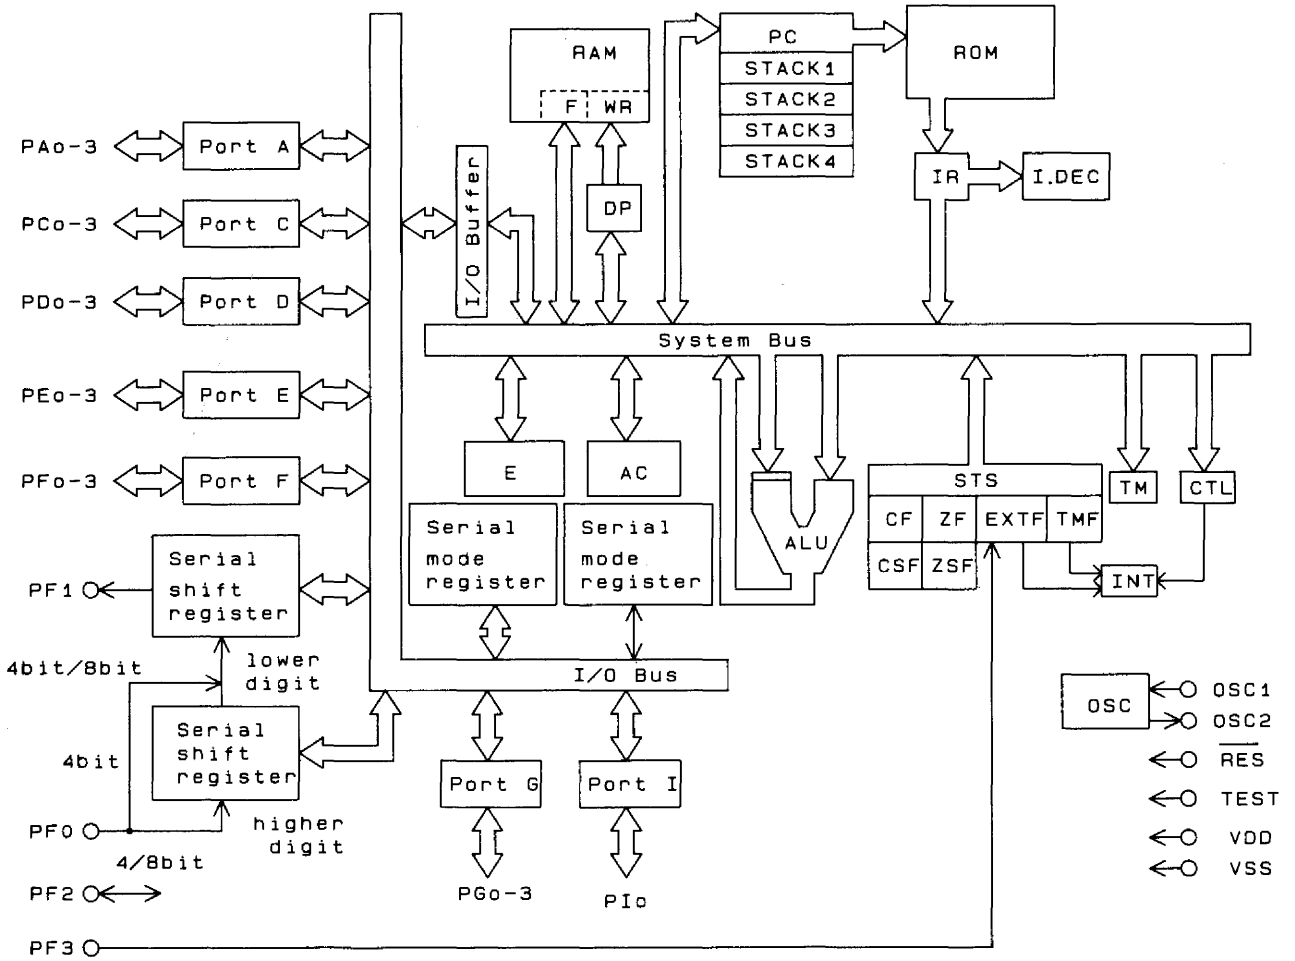 PC
RAM
ROM
STACK1
F WR
STACK2
PAo-3 Port A
STACK3
STACK4
IR
I.DEC
I/O Buffer
DP
PCo-3 Port C
PDo-3 Port D
System Bus
PEo-3 Port E
E
AC
PFo-3 Port F
STS
TM
CTL
CF ZF EXTF TMF
Serial
mode
register
Serial
mode
register
ALU
CSF ZSF
INT
PF1
Serial
shift
register
4bit/8bit
lower
digit
I/O Bus
Serial
shift
register
4bit
OSC
OSC1
OSC2
RES
TEST
VDD
VSS
Port G
Port I
PFO
higher
digit
4/8bit
PF2
PGo-3
PIo
PF3